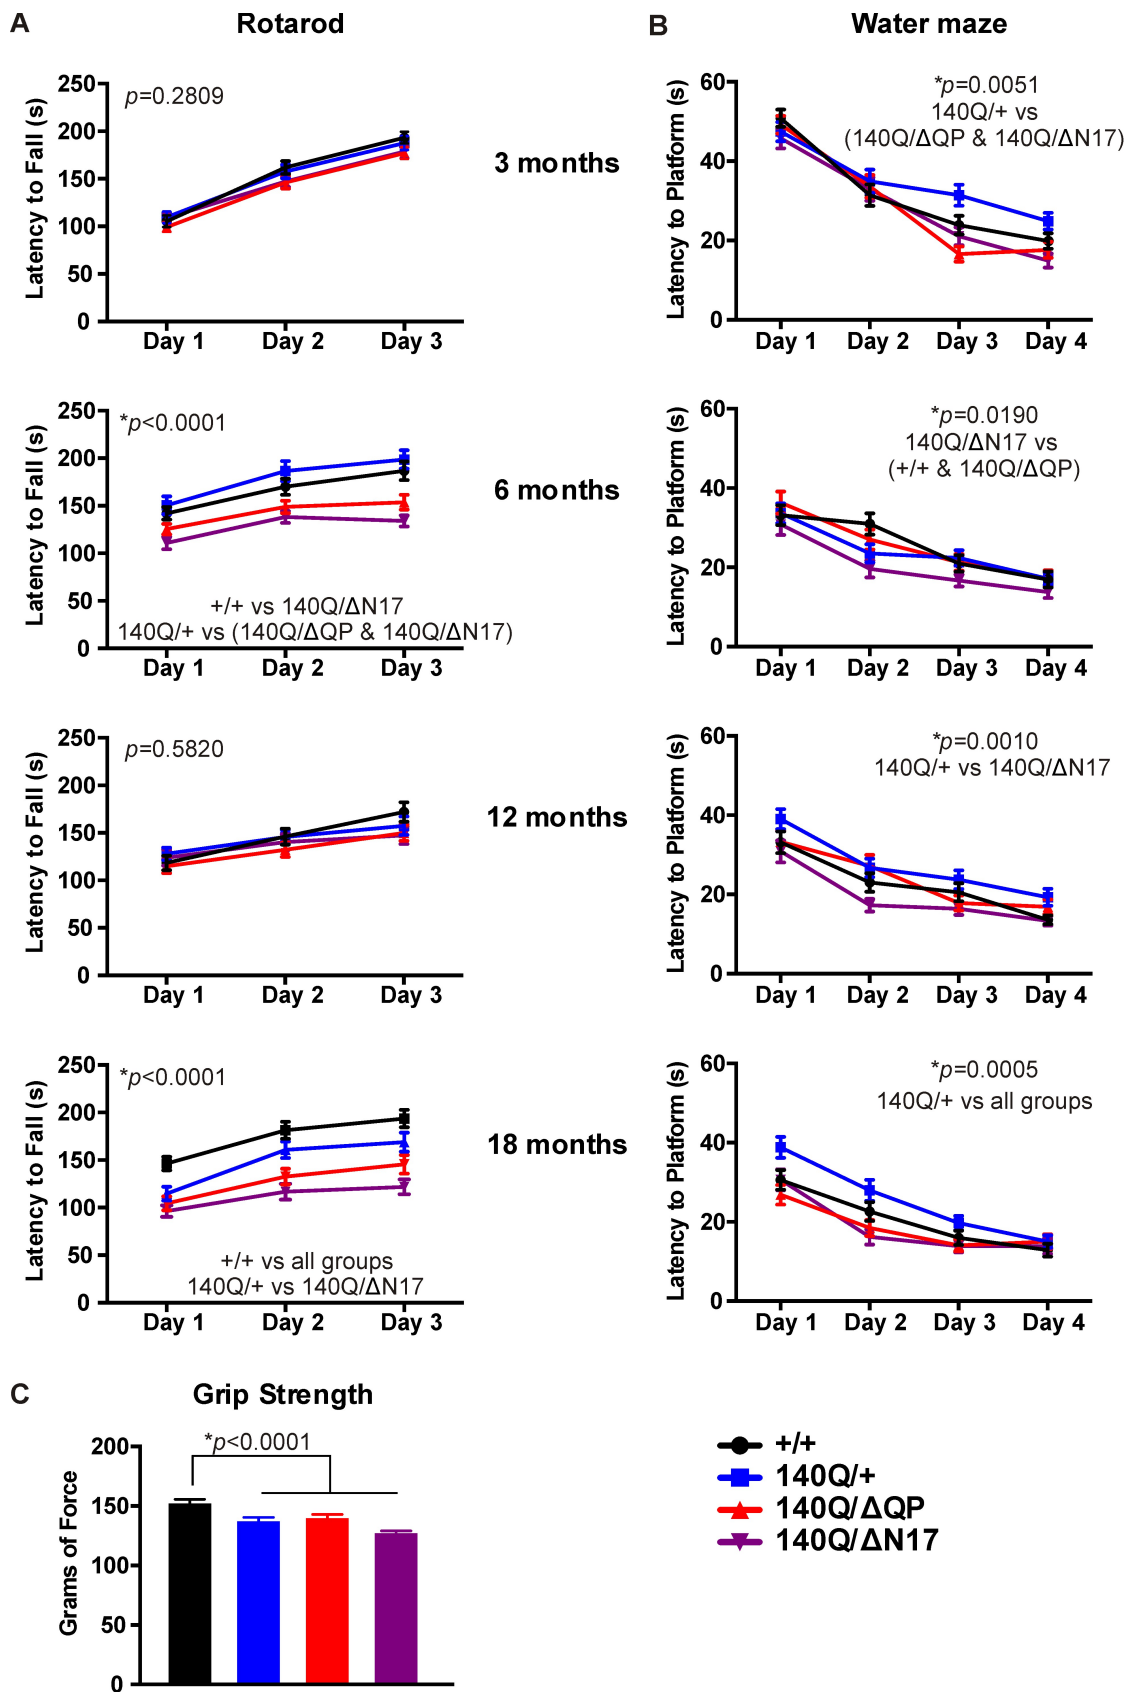 A
Rotarod
250
200
150
100
50
0
Latency to Fall (s)
p=0.2809
Day 1
Day 2
Day 3
3 months
B
Water maze
60
40
20
0
Latency to Platform (s)
*p=0.0051
140Q/+ vs
(140Q/ΔQP & 140Q/ΔN17)
Day 1
Day 2
Day 3
Day 4
250
200
150
100
50
0
Latency to Fall (s)
*p<0.0001
+/+ vs 140Q/ΔN17
140Q/+ vs (140Q/ΔQP & 140Q/ΔN17)
Day 1
Day 2
Day 3
6 months
60
40
20
0
Latency to Platform (s)
*p=0.0190
140Q/ΔN17 vs
(+/+ & 140Q/ΔQP)
Day 1
Day 2
Day 3
Day 4
250
200
150
100
50
0
Latency to Fall (s)
p=0.5820
Day 1
Day 2
Day 3
12 months
60
40
20
0
Latency to Platform (s)
*p=0.0010
140Q/+ vs 140Q/ΔN17
Day 1
Day 2
Day 3
Day 4
250
200
150
100
50
0
Latency to Fall (s)
*p<0.0001
+/+ vs all groups
140Q/+ vs 140Q/ΔN17
Day 1
Day 2
Day 3
18 months
60
40
20
0
Latency to Platform (s)
*p=0.0005
140Q/+ vs all groups
Day 1
Day 2
Day 3
Day 4
C
Grip Strength
200
150
100
50
0
Grams of Force
*p<0.0001
+/+
140Q/+
140Q/ΔQP
140Q/ΔN17